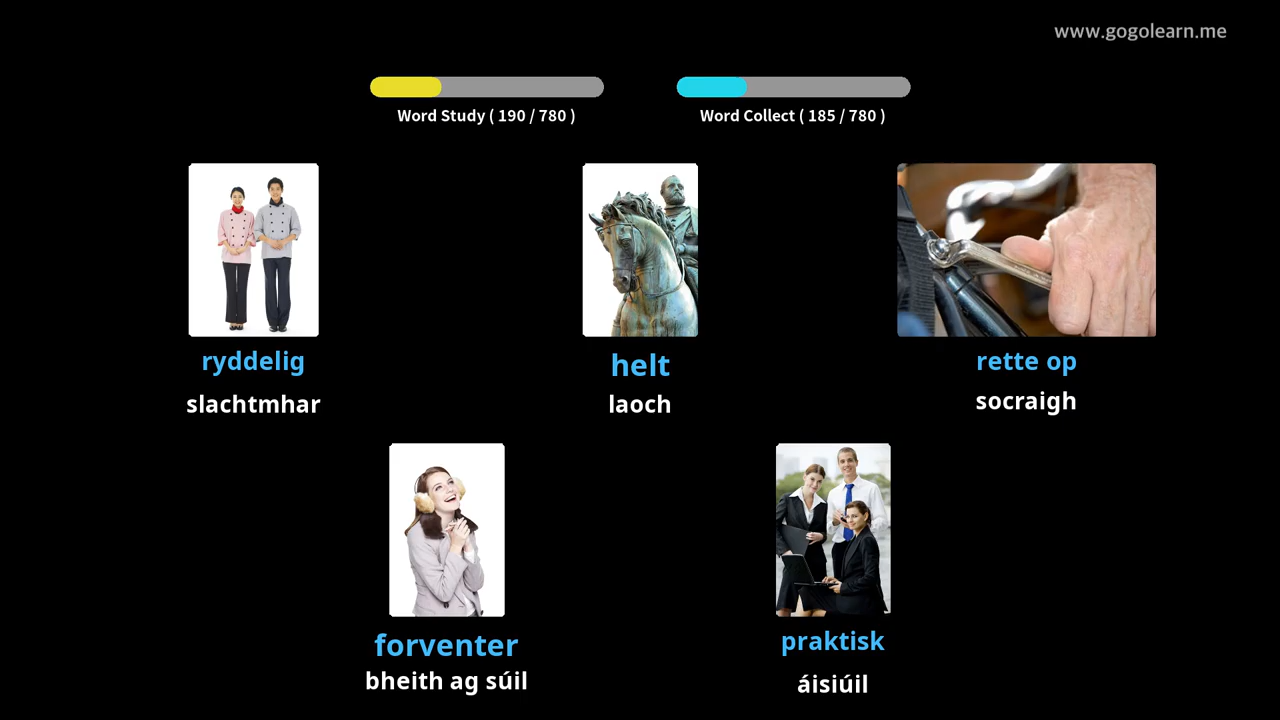 www.gogolearn.me
Word Study ( 190 / 780 )
Word Collect ( 185 / 780 )
ryddelig
slachtmhar
helt
laoch
rette op
socraigh
forventer
bheith ag súil
praktisk
áisiúil